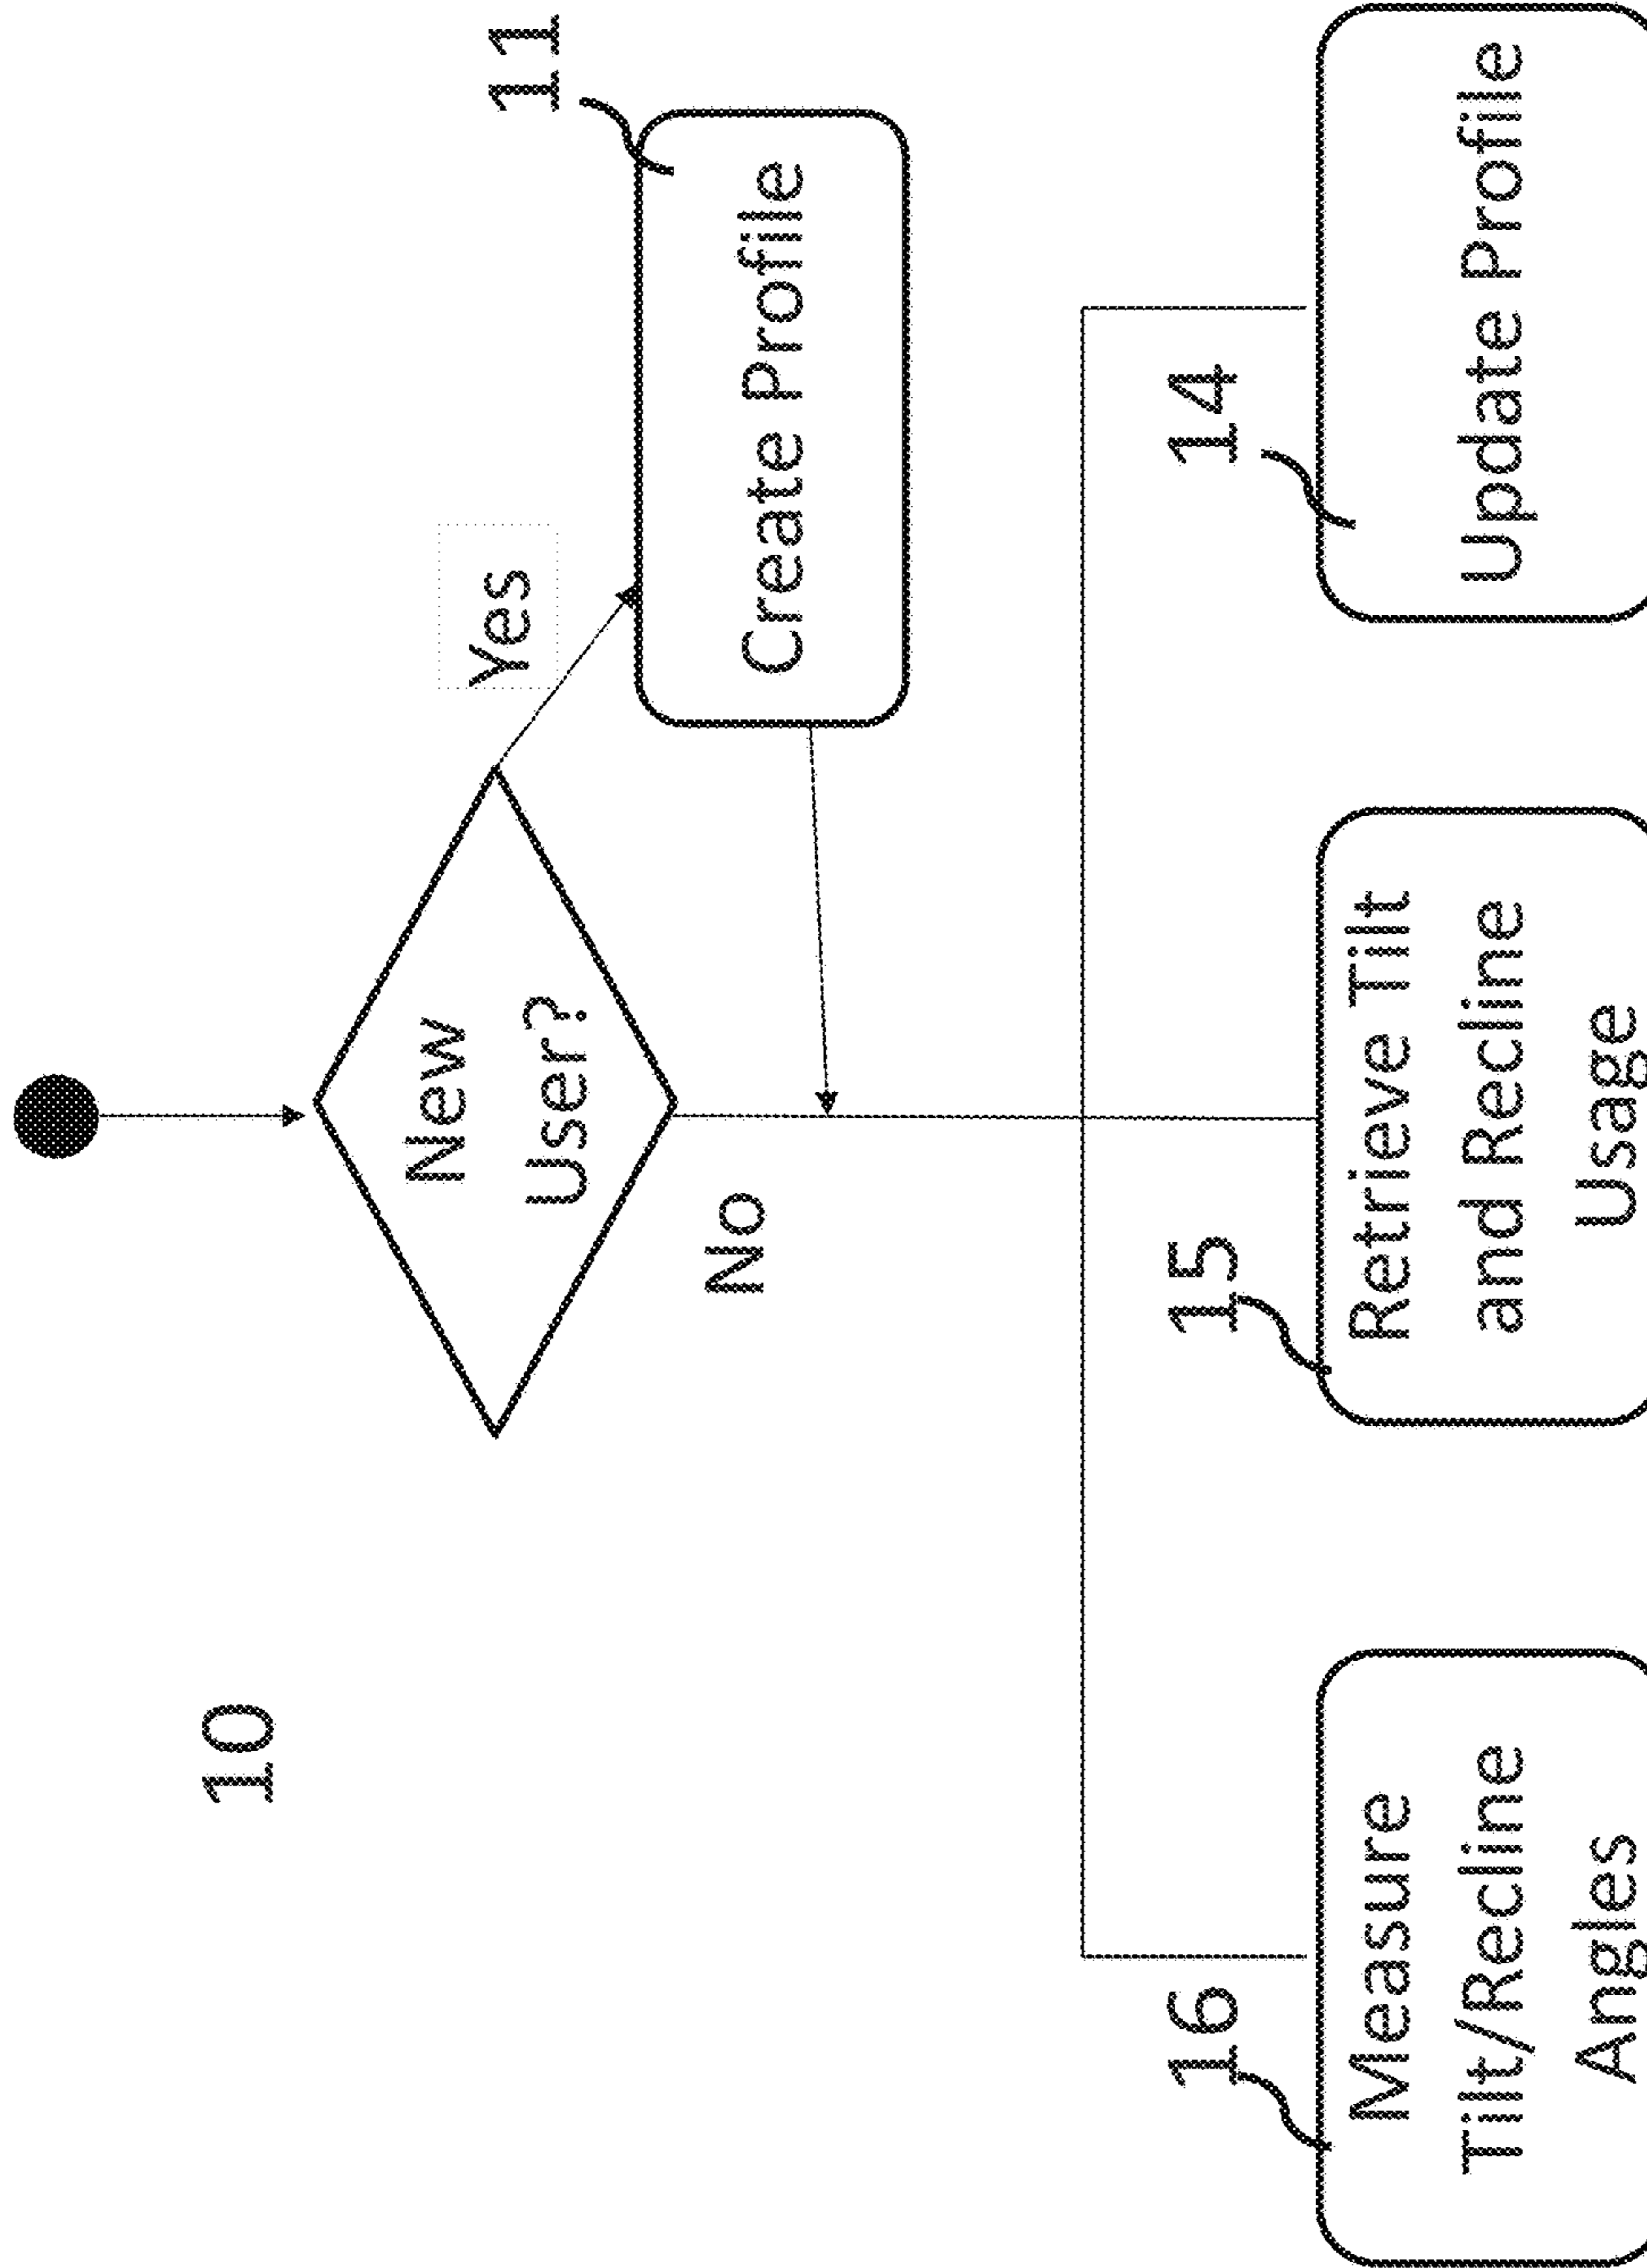 10
New
User?
Yes
11
No
Create Profile
16
Measure
Tilt/Recline
Angles
15
Retrieve Tilt
and Recline
Usage
14
Update Profile